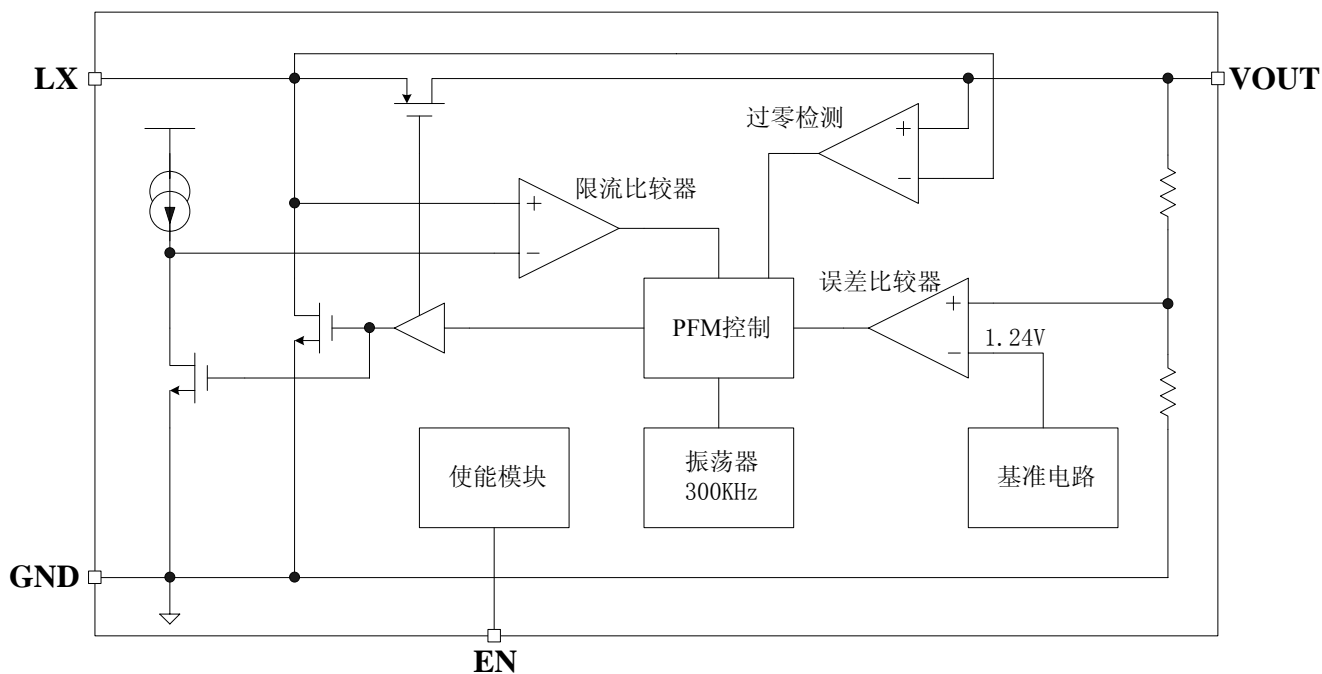 LX
VOUT
过零检测
+
−
限流比较器
+
−
误差比较器
+
1.24V
−
PFM控制
使能模块
振荡器
300KHz
基准电路
GND
EN